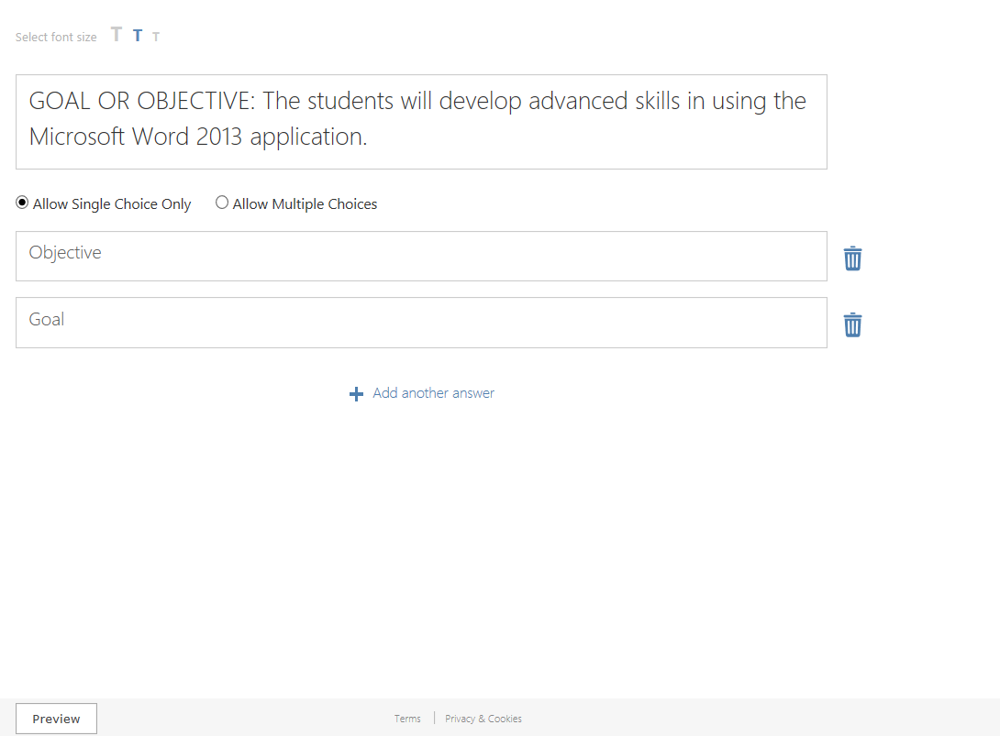 Select font size T T T
GOAL OR OBJECTIVE: The students will develop advanced skills in using the
Microsoft Word 2013 application.
Allow Single Choice Only Allow Multiple Choices
Objective
Goal
Add another answer
Preview Terms Privacy & Cookies